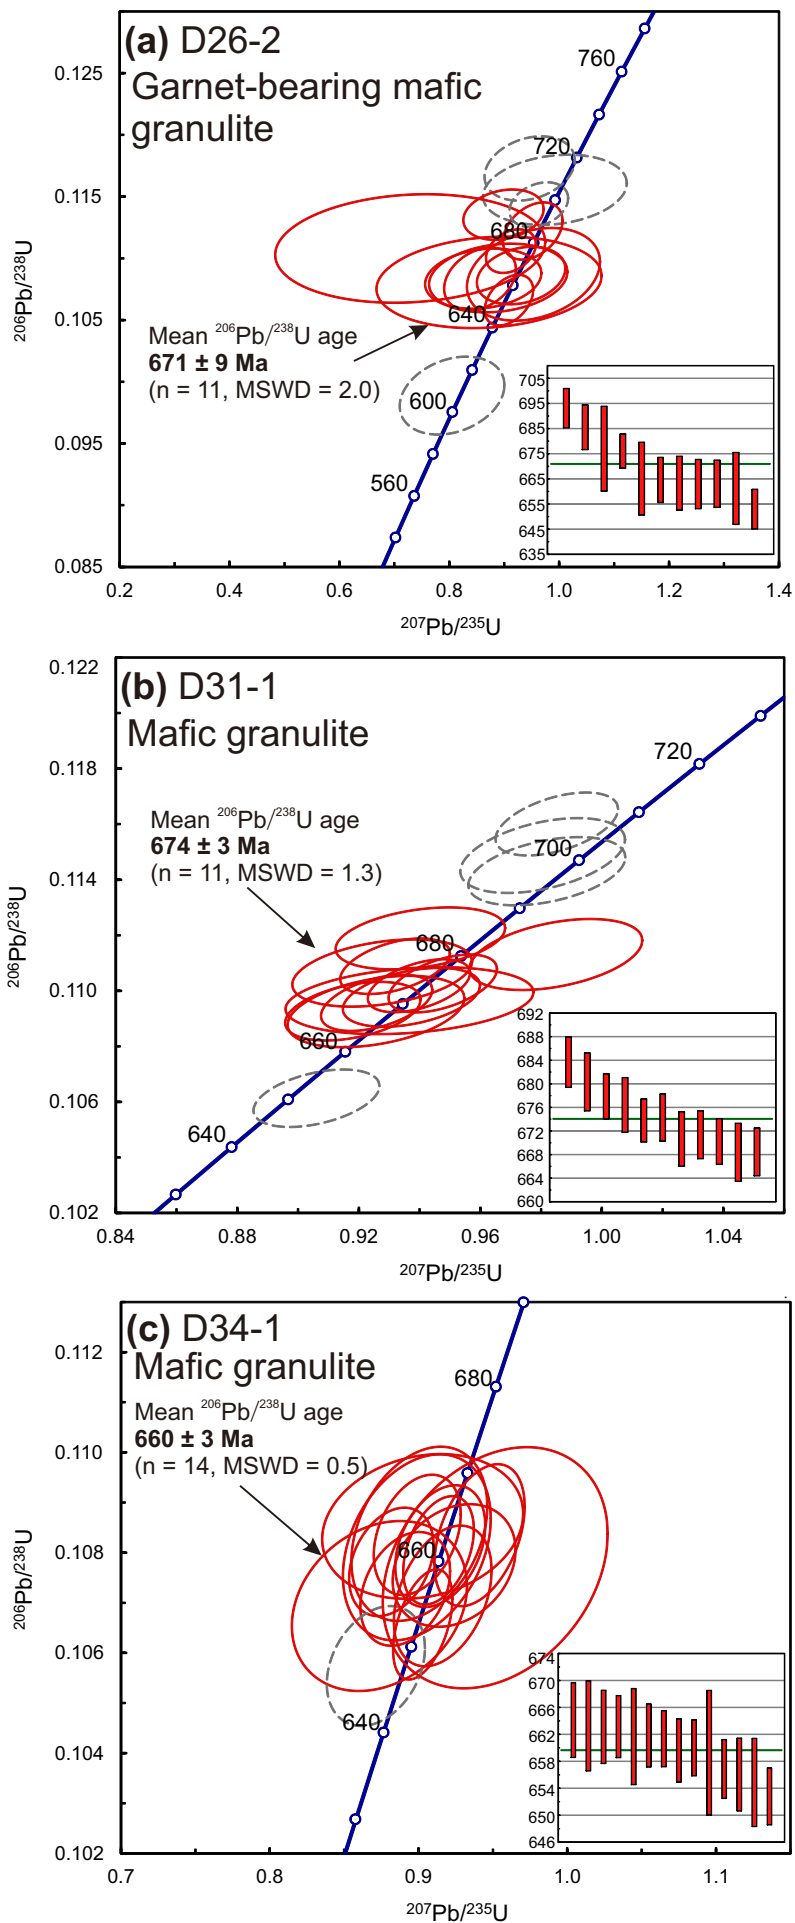 (a) D26-2
Garnet-bearing mafic
granulite
0.125
0.115
0.105
0.095
0.085
²⁰⁶Pb/²³⁸U
760
720
680
640
600
560
Mean ²⁰⁶Pb/²³⁸U age
671 ± 9 Ma
(n = 11, MSWD = 2.0)
705
695
685
675
665
655
645
635
0.2 0.4 0.6 0.8 1.0 1.2 1.4
²⁰⁷Pb/²³⁵U
(b) D31-1
Mafic granulite
0.122
0.118
0.114
0.110
0.106
0.102
²⁰⁶Pb/²³⁸U
720
700
680
660
640
Mean ²⁰⁶Pb/²³⁸U age
674 ± 3 Ma
(n = 11, MSWD = 1.3)
692
688
684
680
676
672
668
664
660
0.84 0.88 0.92 0.96 1.00 1.04
²⁰⁷Pb/²³⁵U
(c) D34-1
Mafic granulite
0.112
0.110
0.108
0.106
0.104
0.102
²⁰⁶Pb/²³⁸U
680
660
640
Mean ²⁰⁶Pb/²³⁸U age
660 ± 3 Ma
(n = 14, MSWD = 0.5)
674
670
666
662
658
654
650
646
0.7 0.8 0.9 1.0 1.1
²⁰⁷Pb/²³⁵U